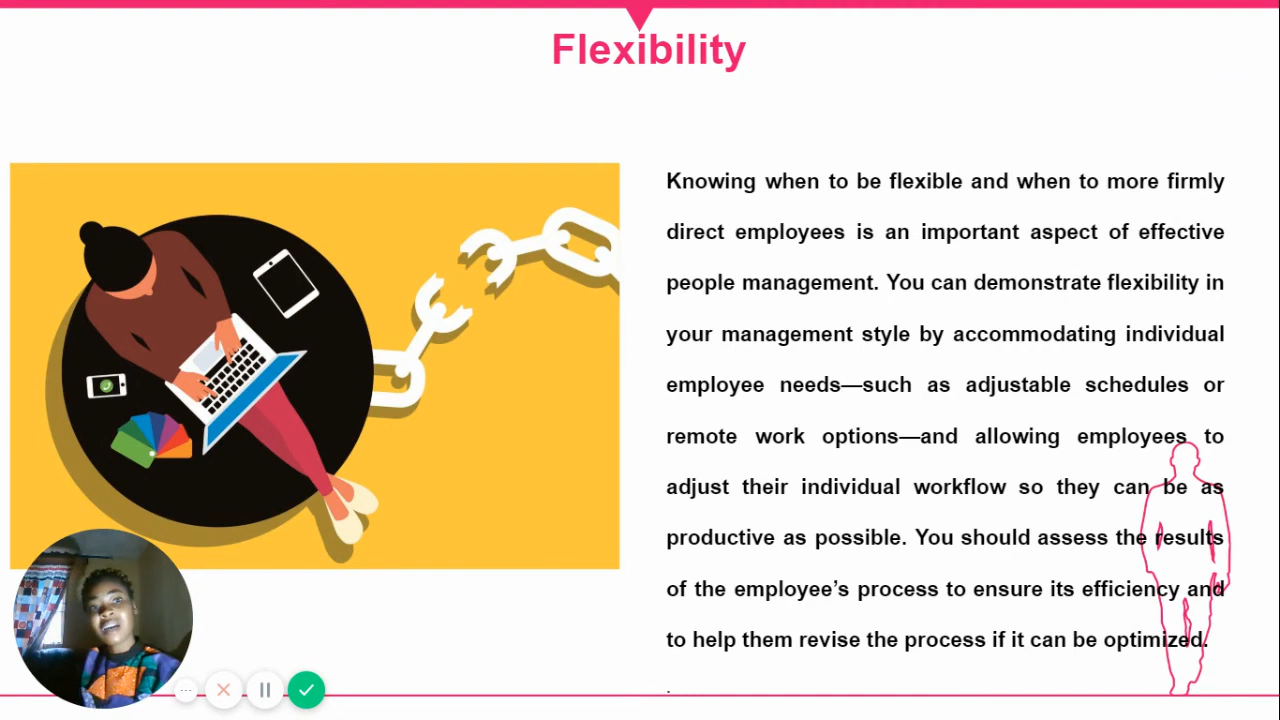 Flexibility
Knowing when to be flexible and when to more firmly
direct employees is an important aspect of effective
people management. You can demonstrate flexibility in
your management style by accommodating individual
employee needs—such as adjustable schedules or
remote work options—and allowing employees to
adjust their individual workflow so they can be as
productive as possible. You should assess the results
of the employee’s process to ensure its efficiency and
to help them revise the process if it can be optimized.
.